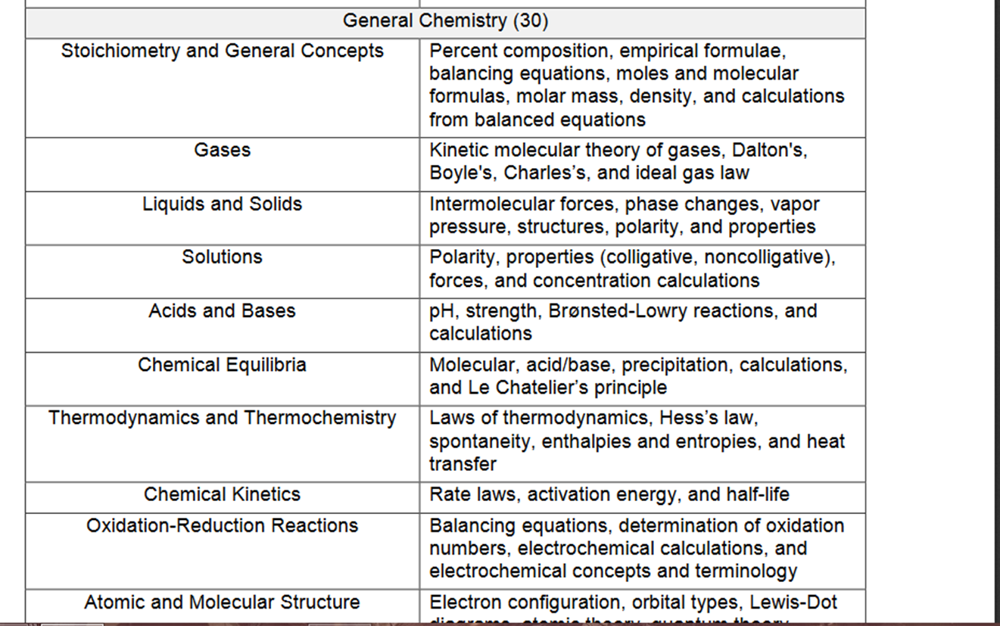 General Chemistry (30)
Stoichiometry and General Concepts
Percent composition, empirical formulae,
balancing equations, moles and molecular
formulas, molar mass, density, and calculations
from balanced equations
Gases
Kinetic molecular theory of gases, Dalton's,
Boyle's, Charles’s, and ideal gas law
Liquids and Solids
Intermolecular forces, phase changes, vapor
pressure, structures, polarity, and properties
Solutions
Polarity, properties (colligative, noncolligative),
forces, and concentration calculations
Acids and Bases
pH, strength, Brønsted-Lowry reactions, and
calculations
Chemical Equilibria
Molecular, acid/base, precipitation, calculations,
and Le Chatelier’s principle
Thermodynamics and Thermochemistry
Laws of thermodynamics, Hess’s law,
spontaneity, enthalpies and entropies, and heat
transfer
Chemical Kinetics
Rate laws, activation energy, and half-life
Oxidation-Reduction Reactions
Balancing equations, determination of oxidation
numbers, electrochemical calculations, and
electrochemical concepts and terminology
Atomic and Molecular Structure
Electron configuration, orbital types, Lewis-Dot
diagrams, atomic theory, quantum theory